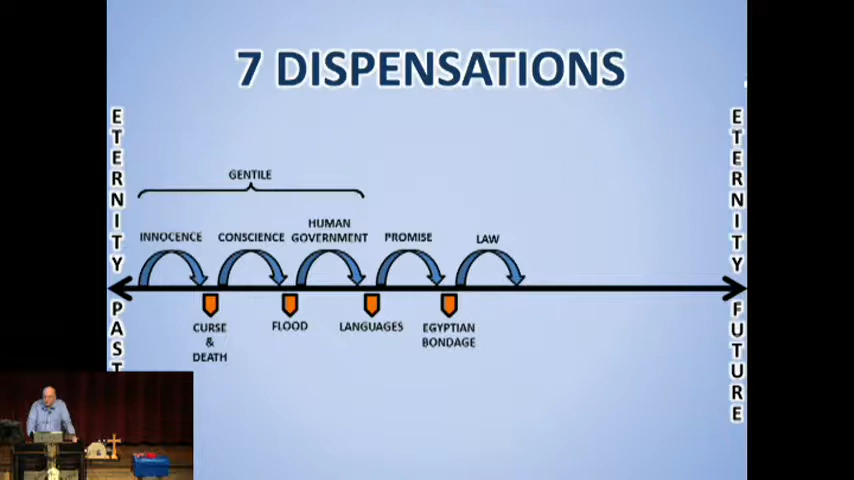 7 DISPENSATIONS
ETERNITY PAST
ETERNITY FUTURE
GENTILE
INNOCENCE
CONSCIENCE
HUMAN
GOVERNMENT
PROMISE
LAW
CURSE
&
DEATH
FLOOD
LANGUAGES
EGYPTIAN
BONDAGE